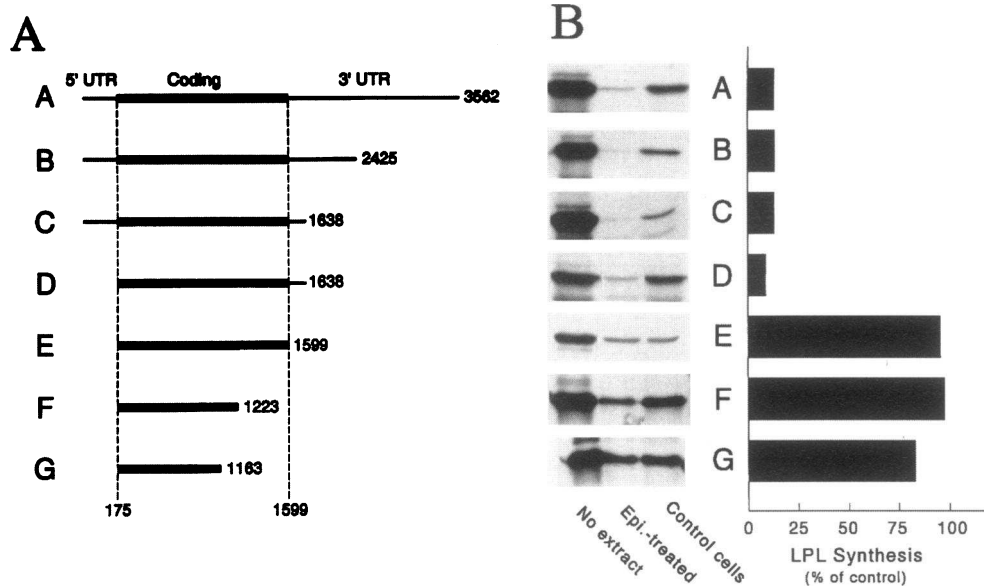 A
5' UTR Coding 3' UTR
A 3562
B 2425
C 1638
D 1638
E 1599
F 1223
G 1163
175 1599
B
A
B
C
D
E
F
G
No extract
Epi.-treated
Control cells
0 25 50 75 100
LPL Synthesis
(% of control)